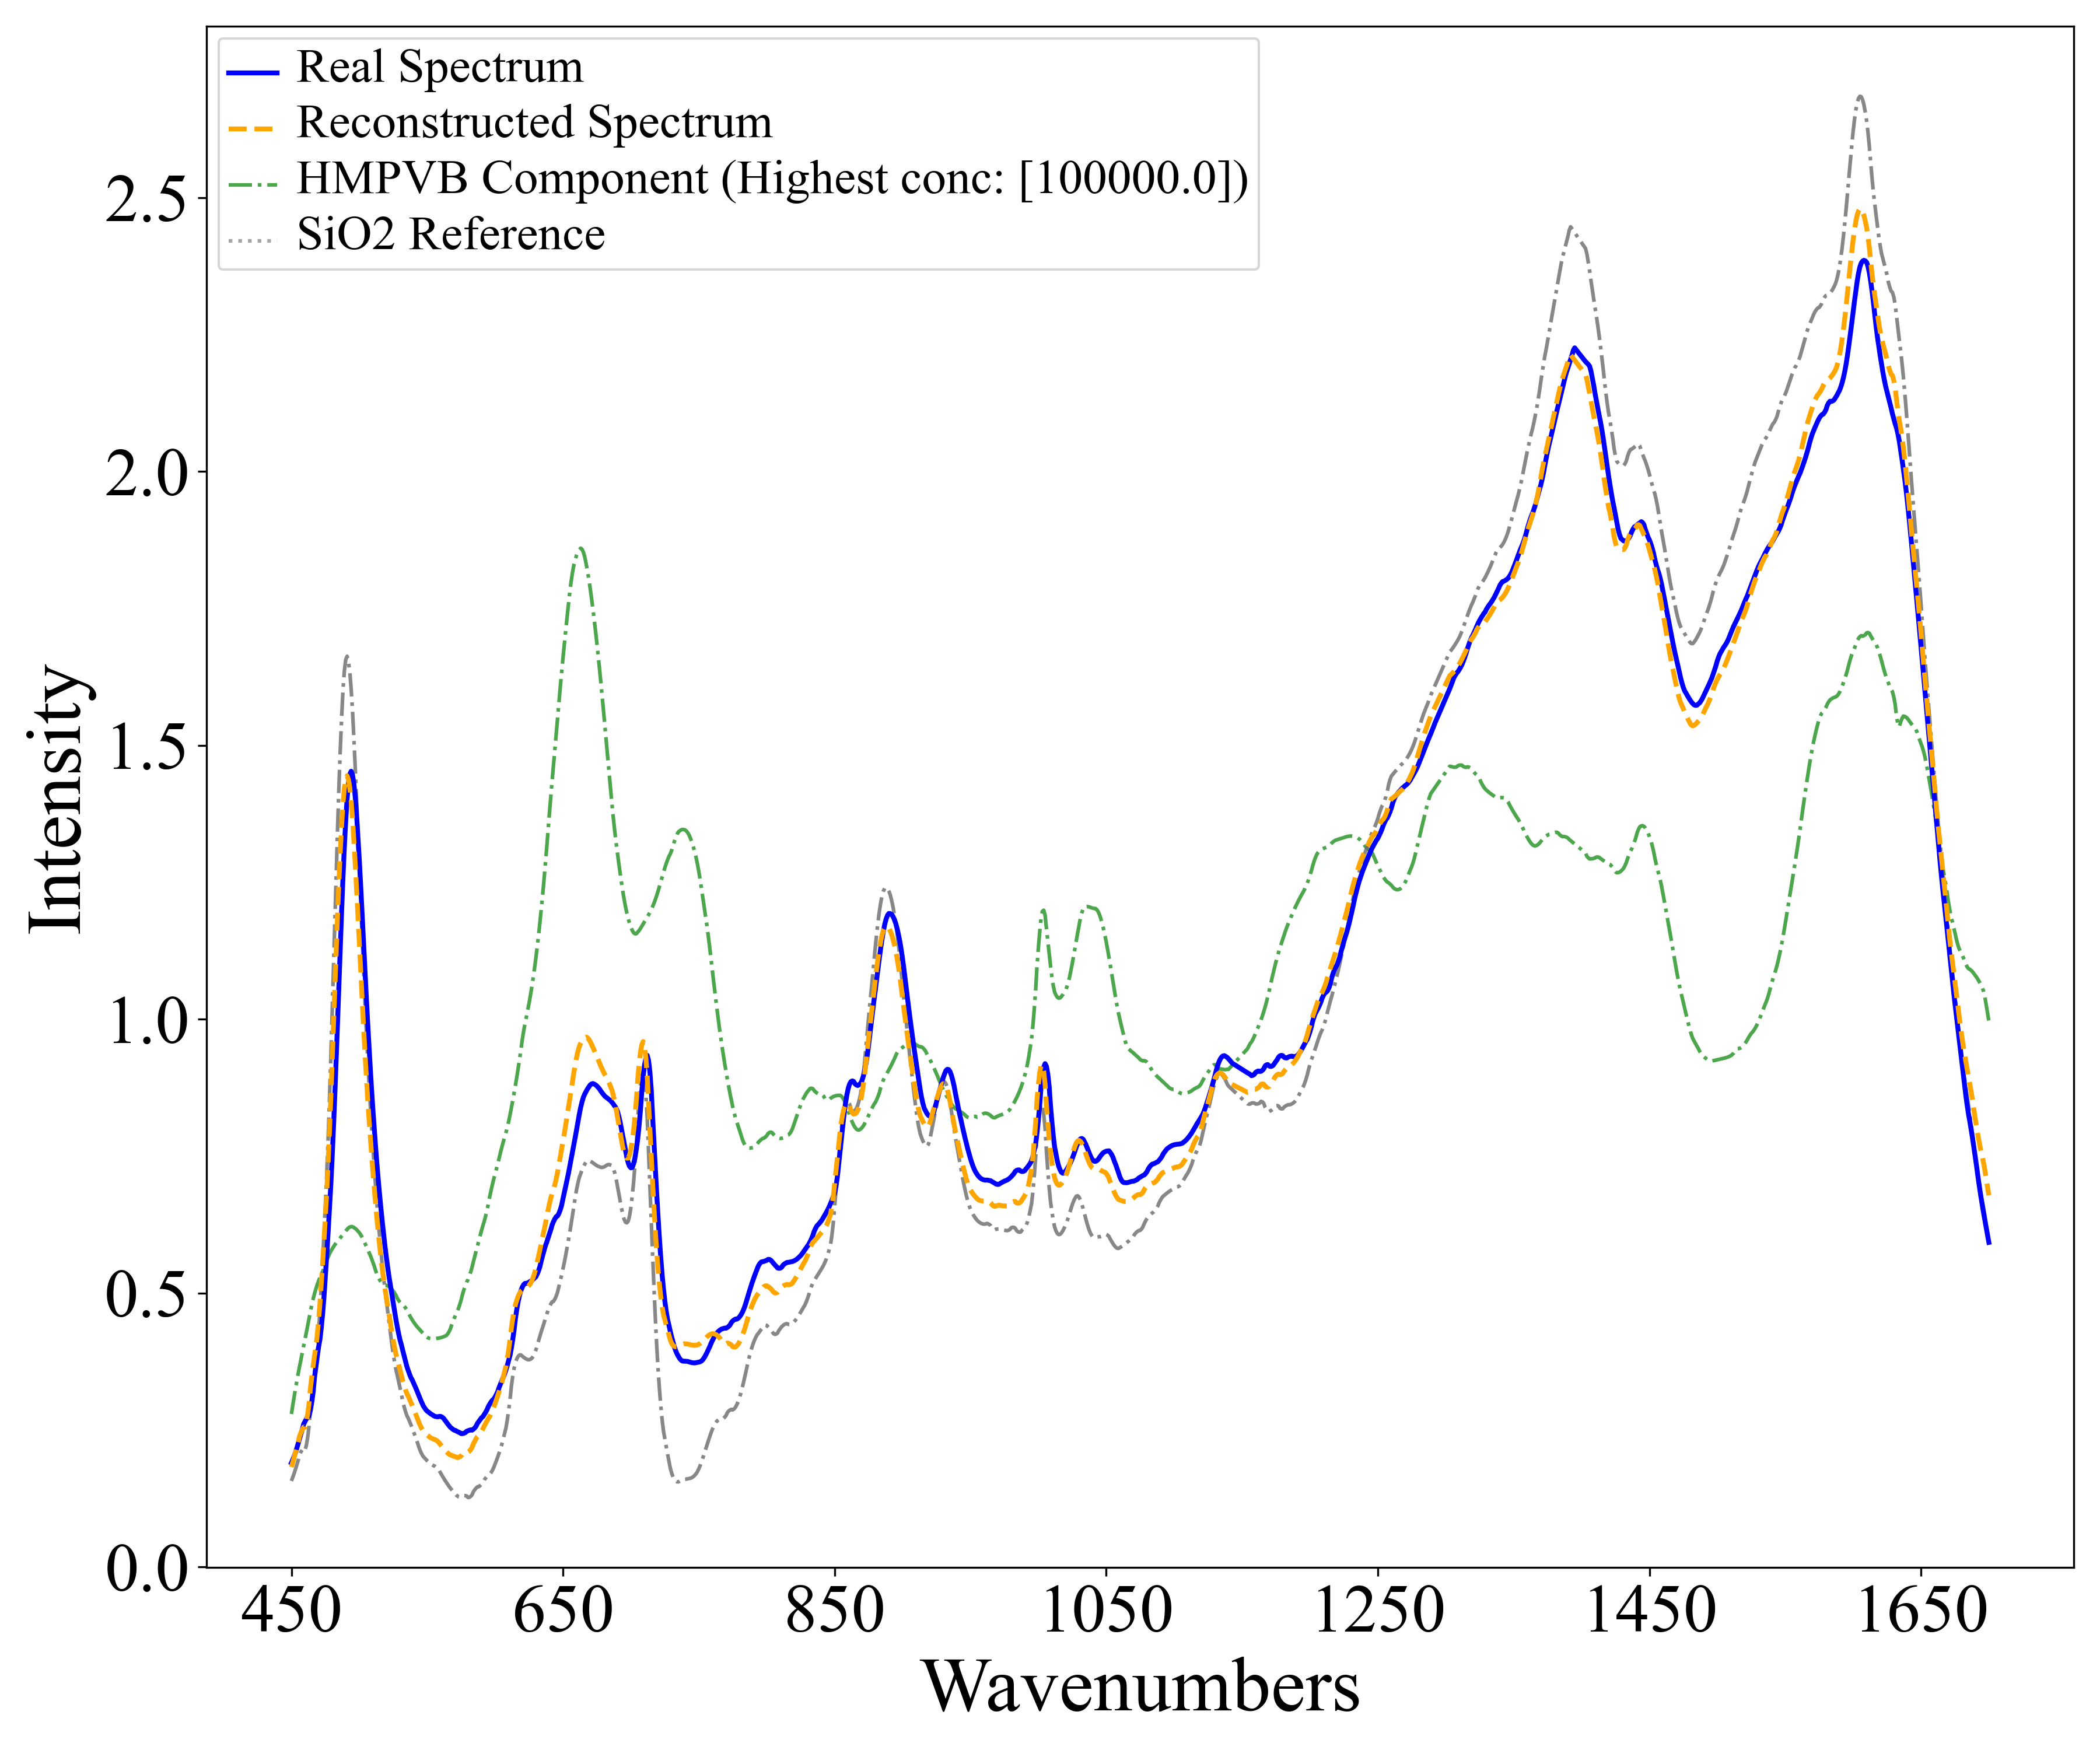 Real Spectrum
Reconstructed Spectrum
HMPVB Component (Highest conc: [100000.0])
SiO2 Reference
Intensity
2.5
2.0
1.5
1.0
0.5
0.0
450 650 850 1050 1250 1450 1650
Wavenumbers